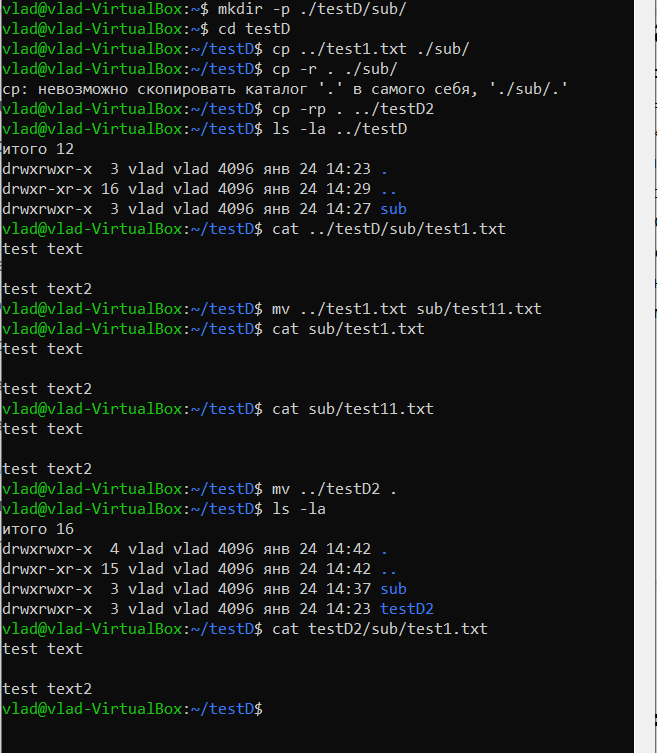 vlad@vlad-VirtualBox:~$ mkdir -p ./testD/sub/
vlad@vlad-VirtualBox:~$ cd testD
vlad@vlad-VirtualBox:~/testD$ cp ../test1.txt ./sub/
vlad@vlad-VirtualBox:~/testD$ cp -r . ./sub/
cp: невозможно скопировать каталог '.' в самого себя, './sub/.'
vlad@vlad-VirtualBox:~/testD$ cp -rp . ../testD2
vlad@vlad-VirtualBox:~/testD$ ls -la ../testD
итого 12
drwxrwxr-x  3 vlad vlad 4096 янв 24 14:23 .
drwxr-xr-x 16 vlad vlad 4096 янв 24 14:29 ..
drwxrwxr-x  3 vlad vlad 4096 янв 24 14:27 sub
vlad@vlad-VirtualBox:~/testD$ cat ../testD/sub/test1.txt
test text

test text2
vlad@vlad-VirtualBox:~/testD$ mv ../test1.txt sub/test11.txt
vlad@vlad-VirtualBox:~/testD$ cat sub/test1.txt
test text

test text2
vlad@vlad-VirtualBox:~/testD$ cat sub/test11.txt
test text

test text2
vlad@vlad-VirtualBox:~/testD$ mv ../testD2 .
vlad@vlad-VirtualBox:~/testD$ ls -la
итого 16
drwxrwxr-x  4 vlad vlad 4096 янв 24 14:42 .
drwxr-xr-x 15 vlad vlad 4096 янв 24 14:42 ..
drwxrwxr-x  3 vlad vlad 4096 янв 24 14:37 sub
drwxrwxr-x  3 vlad vlad 4096 янв 24 14:23 testD2
vlad@vlad-VirtualBox:~/testD$ cat testD2/sub/test1.txt
test text

test text2
vlad@vlad-VirtualBox:~/testD$